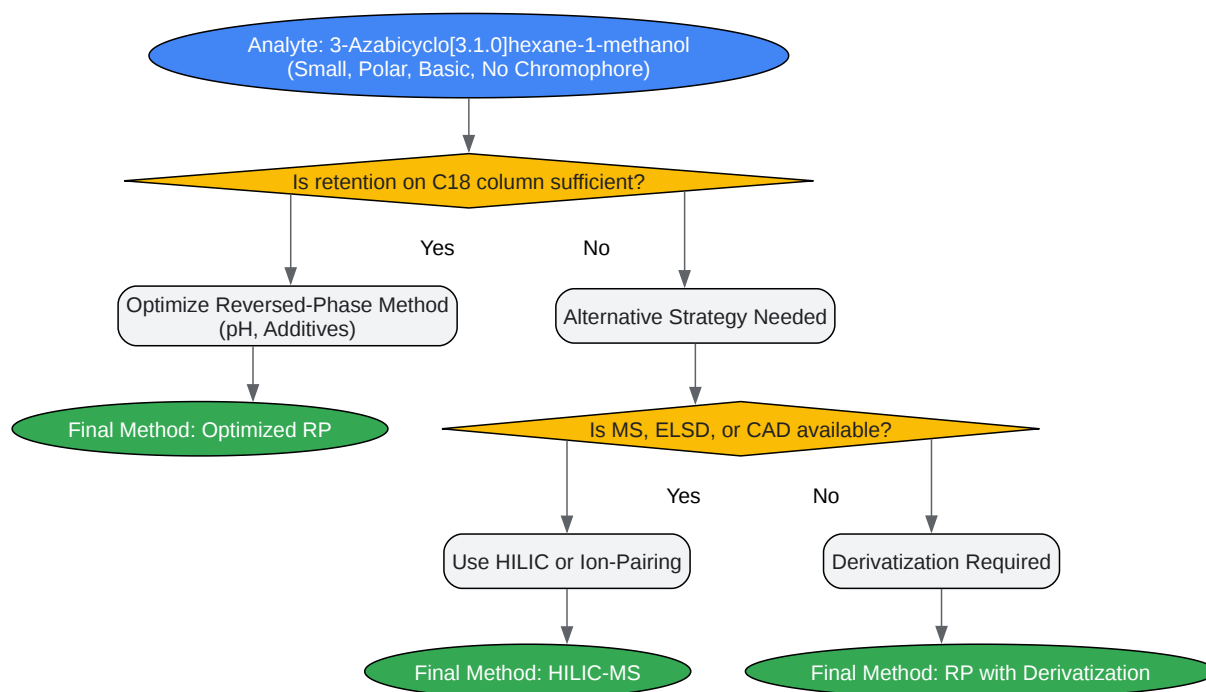 Analyte: 3-Azabicyclo[3.1.0]hexane-1-methanol
(Small, Polar, Basic, No Chromophore)
Is retention on C18 column sufficient?
Yes
No
Optimize Reversed-Phase Method
(pH, Additives)
Alternative Strategy Needed
Final Method: Optimized RP
Is MS, ELSD, or CAD available?
Yes
No
Use HILIC or Ion-Pairing
Derivatization Required
Final Method: HILIC-MS
Final Method: RP with Derivatization